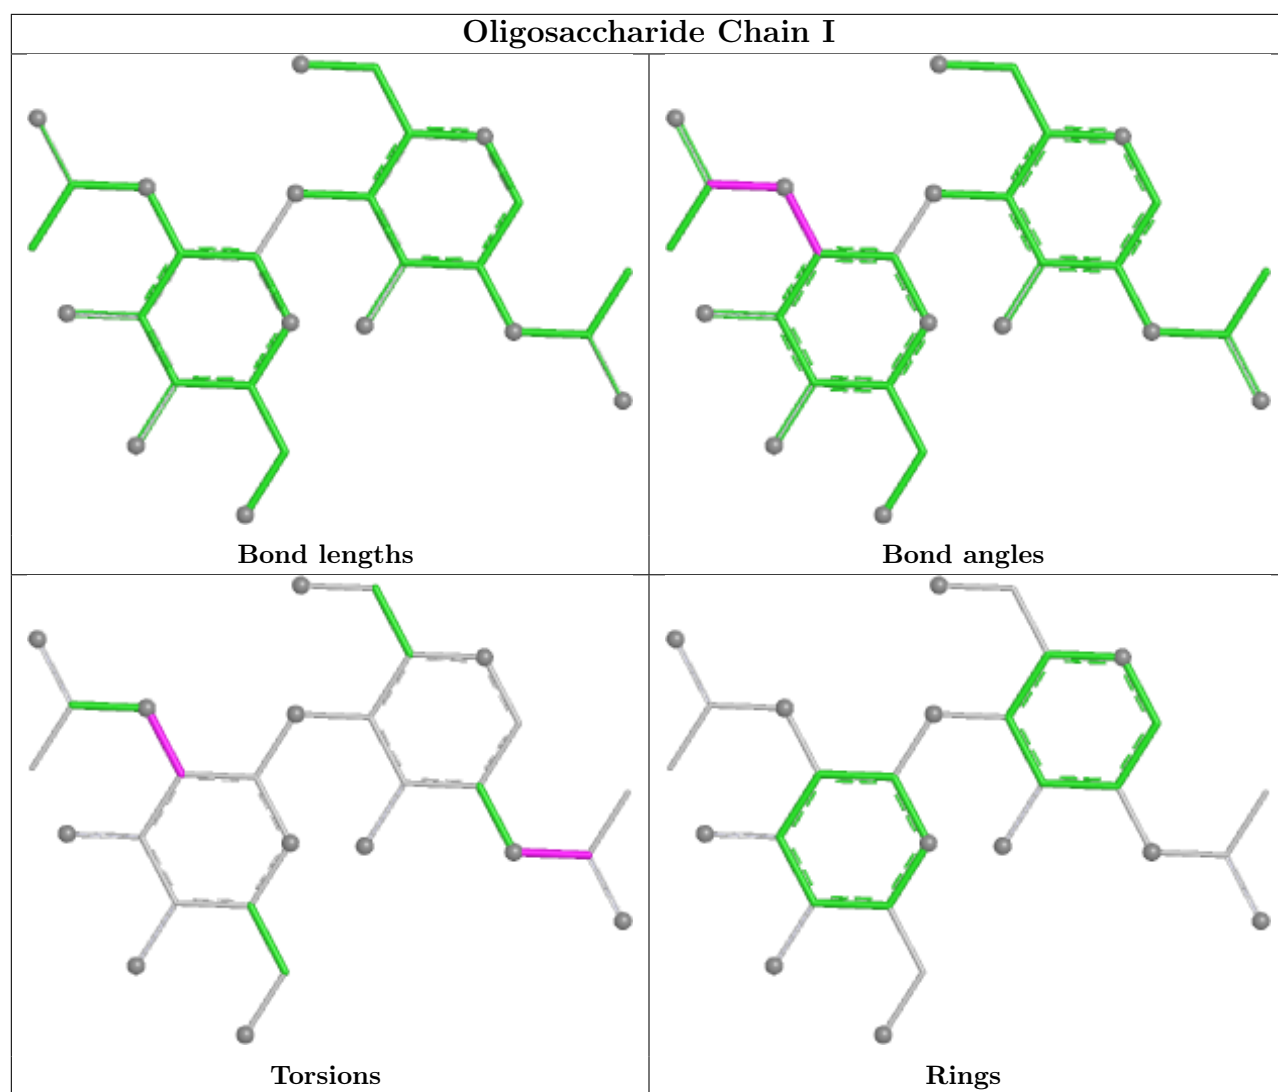 Oligosaccharide Chain I
Bond lengths
Bond angles
Torsions
Rings